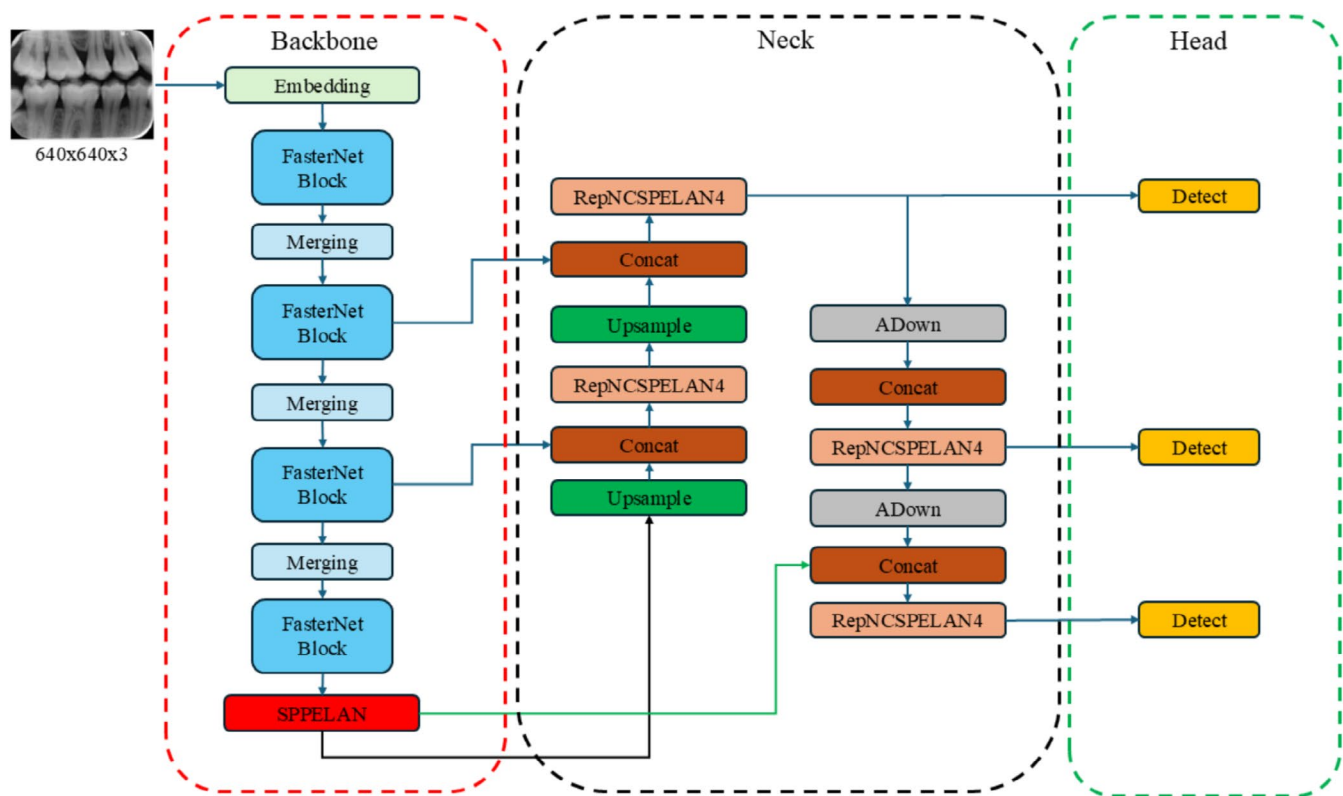 Backbone
Neck
Head
640x640x3
Embedding
FasterNet
Block
Merging
FasterNet
Block
Merging
FasterNet
Block
Merging
FasterNet
Block
SPPELAN
RepNCSPELAN4
Concat
Upsample
RepNCSPELAN4
Concat
Upsample
ADown
Concat
RepNCSPELAN4
ADown
Concat
RepNCSPELAN4
Detect
Detect
Detect